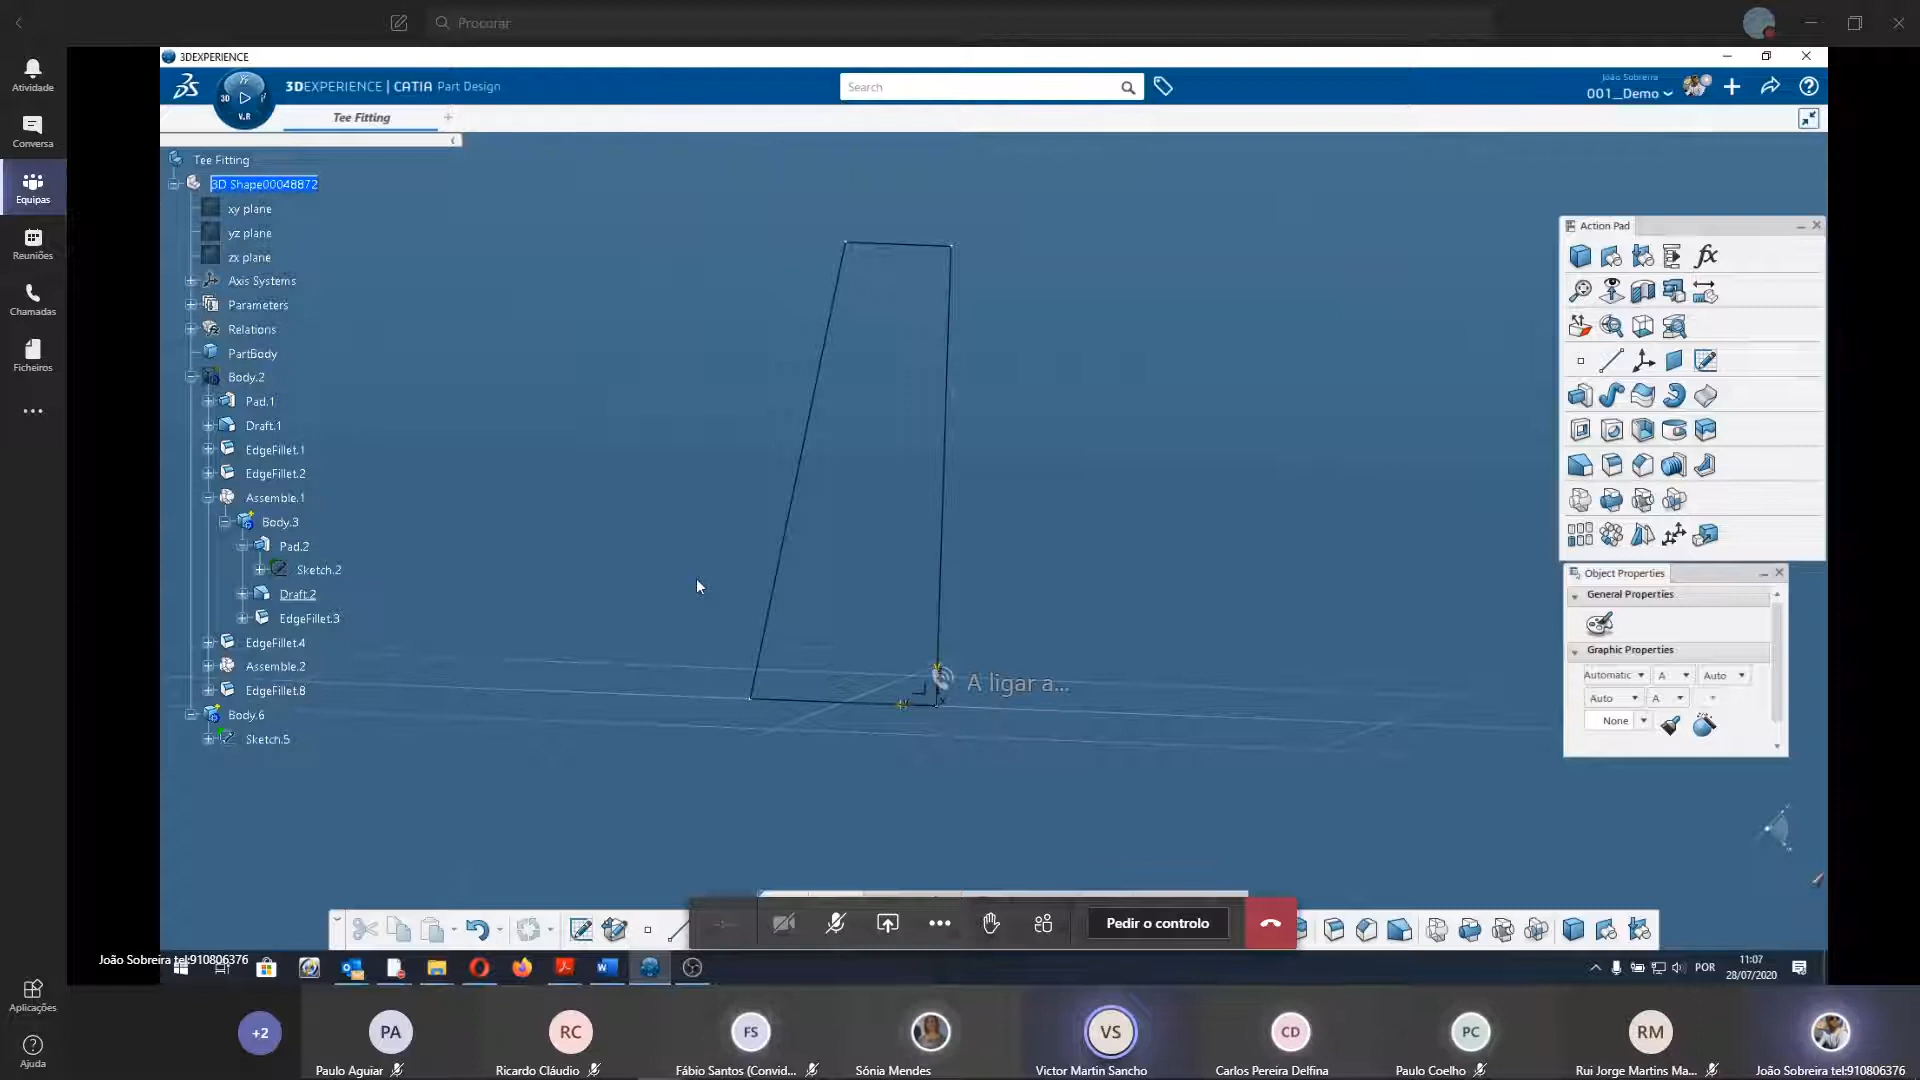 Procurar
Atividade
Conversa
Equipas
Reuniões
Chamadas
Ficheiros
Aplicações
Ajuda
3DEXPERIENCE
3DEXPERIENCE | CATIA Part Design
3D
V.R
Search
João Sobreira
001_Demo
Tee Fitting
Tee Fitting
3D Shape00048872
xy plane
yz plane
zx plane
Axis Systems
Parameters
Relations
PartBody
Body.2
Pad.1
Draft.1
EdgeFillet.1
EdgeFillet.2
Assemble.1
Body.3
Pad.2
Sketch.2
Draft.2
EdgeFillet.3
EdgeFillet.4
Assemble.2
EdgeFillet.8
Body.6
Sketch.5
A ligar a...
Action Pad
fx
Object Properties
General Properties
Graphic Properties
Automatic
A
Auto
Auto
A
None
Pedir o controlo
João Sobreira tel:910806376
POR
11:07
28/07/2020
+2
PA
Paulo Aguiar
RC
Ricardo Cláudio
FS
Fábio Santos (Convid...
Sónia Mendes
VS
Victor Martin Sancho
CD
Carlos Pereira Delfina
PC
Paulo Coelho
RM
Rui Jorge Martins Ma...
João Sobreira tel:910806376